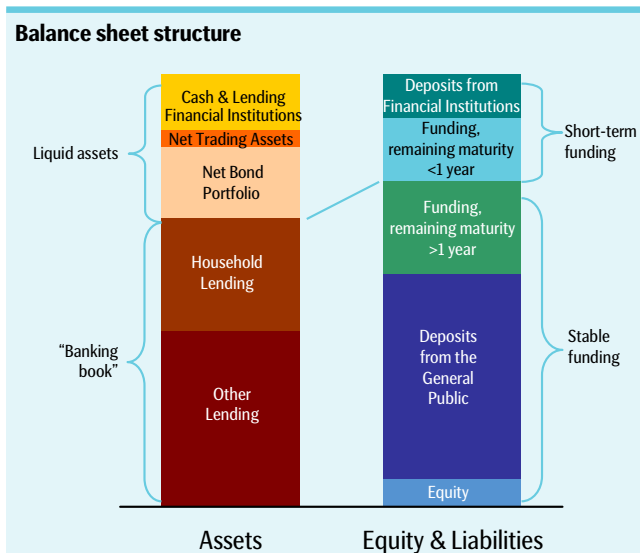 Balance sheet structure
Liquid assets
“Banking
book”
Cash & Lending
Financial Institutions
Net Trading Assets
Net Bond
Portfolio
Household
Lending
Other
Lending
Deposits from
Financial Institutions
Funding,
remaining maturity
<1 year
Funding,
remaining maturity
>1 year
Deposits
from the
General
Public
Equity
Short-term
funding
Stable
funding
Assets
Equity & Liabilities